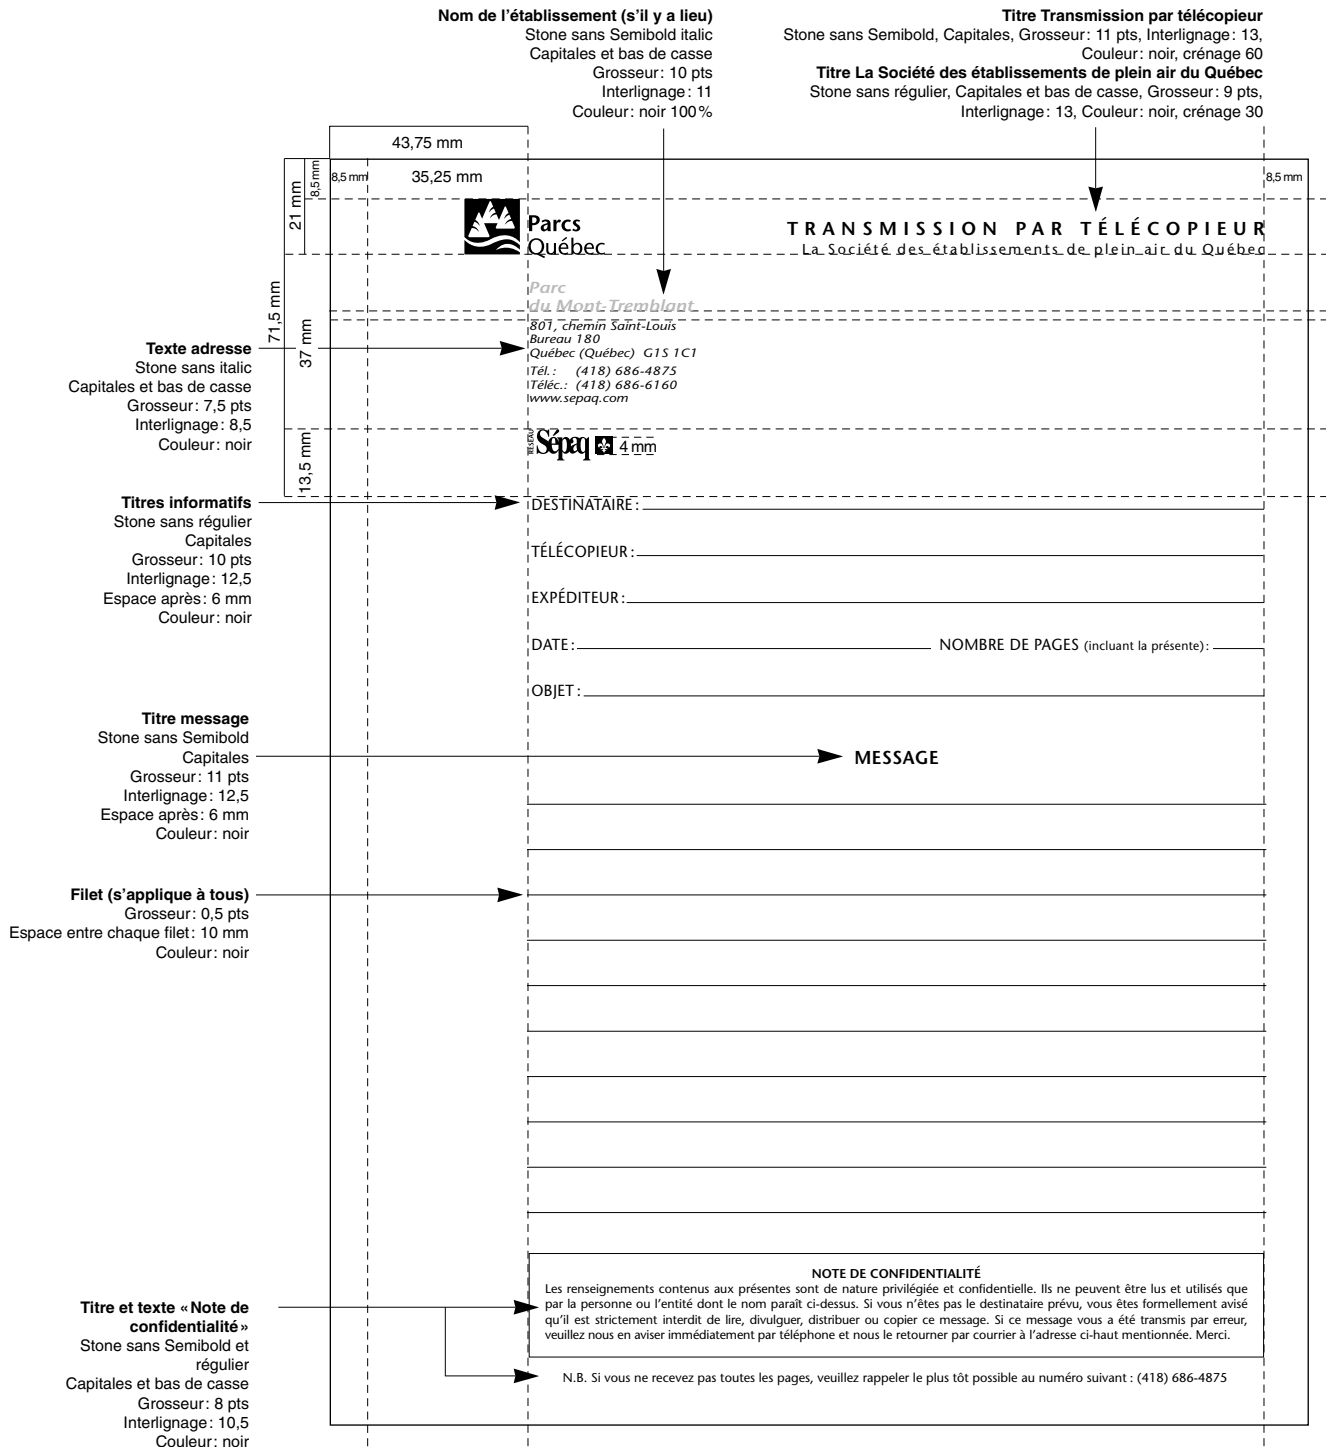 Nom de l’établissement (s’il y a lieu)
Stone sans Semibold italic
Capitales et bas de casse
Grosseur : 10 pts
Interlignage : 11
Couleur : noir 100 %
Titre Transmission par télécopieur
Stone sans Semibold, Capitales, Grosseur : 11 pts, Interlignage : 13,
Couleur : noir, crénage 60
Titre La Société des établissements de plein air du Québec
Stone sans régulier, Capitales et bas de casse, Grosseur : 9 pts,
Interlignage : 13, Couleur : noir, crénage 30
43,75 mm
8,5 mm
35,25 mm
8,5 mm
8,5 mm
21 mm
71,5 mm
37 mm
13,5 mm
Parcs
Québec
TRANSMISSION PAR TÉLÉCOPIEUR
La Société des établissements de plein air du Québec
Parc
du Mont-Tremblant
801, chemin Saint-Louis
Bureau 180
Québec (Québec) G1S 1C1
Tél. : (418) 686-4875
Téléc. : (418) 686-6160
www.sepaq.com
RÉSEAU
Sépaq
4 mm
Texte adresse
Stone sans italic
Capitales et bas de casse
Grosseur : 7,5 pts
Interlignage : 8,5
Couleur : noir
Titres informatifs
Stone sans régulier
Capitales
Grosseur : 10 pts
Interlignage : 12,5
Espace après : 6 mm
Couleur : noir
DESTINATAIRE :
TÉLÉCOPIEUR :
EXPÉDITEUR :
DATE : NOMBRE DE PAGES (incluant la présente) :
OBJET :
Titre message
Stone sans Semibold
Capitales
Grosseur : 11 pts
Interlignage : 12,5
Espace après : 6 mm
Couleur : noir
MESSAGE
Filet (s’applique à tous)
Grosseur : 0,5 pts
Espace entre chaque filet : 10 mm
Couleur : noir
Titre et texte « Note de
confidentialité »
Stone sans Semibold et
régulier
Capitales et bas de casse
Grosseur : 8 pts
Interlignage : 10,5
Couleur : noir
NOTE DE CONFIDENTIALITÉ
Les renseignements contenus aux présentes sont de nature privilégiée et confidentielle. Ils ne peuvent être lus et utilisés que
par la personne ou l’entité dont le nom paraît ci-dessus. Si vous n’êtes pas le destinataire prévu, vous êtes formellement avisé
qu’il est strictement interdit de lire, divulguer, distribuer ou copier ce message. Si ce message vous a été transmis par erreur,
veuillez nous en aviser immédiatement par téléphone et nous le retourner par courrier à l’adresse ci-haut mentionnée. Merci.
N.B. Si vous ne recevez pas toutes les pages, veuillez rappeler le plus tôt possible au numéro suivant : (418) 686-4875